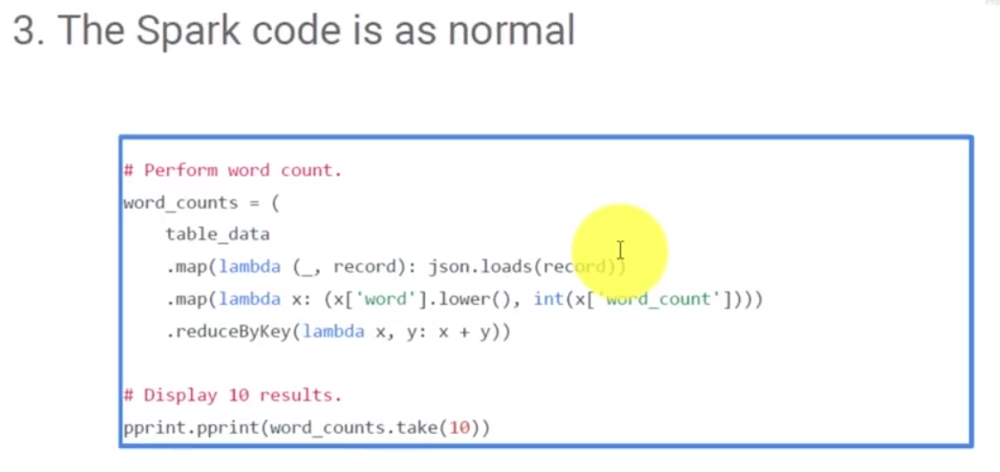 3. The Spark code is as normal
# Perform word count.
word_counts = (
    table_data
    .map(lambda (_, record): json.loads(record))
    .map(lambda x: (x['word'].lower(), int(x['word_count'])))
    .reduceByKey(lambda x, y: x + y))
# Display 10 results.
pprint.pprint(word_counts.take(10))